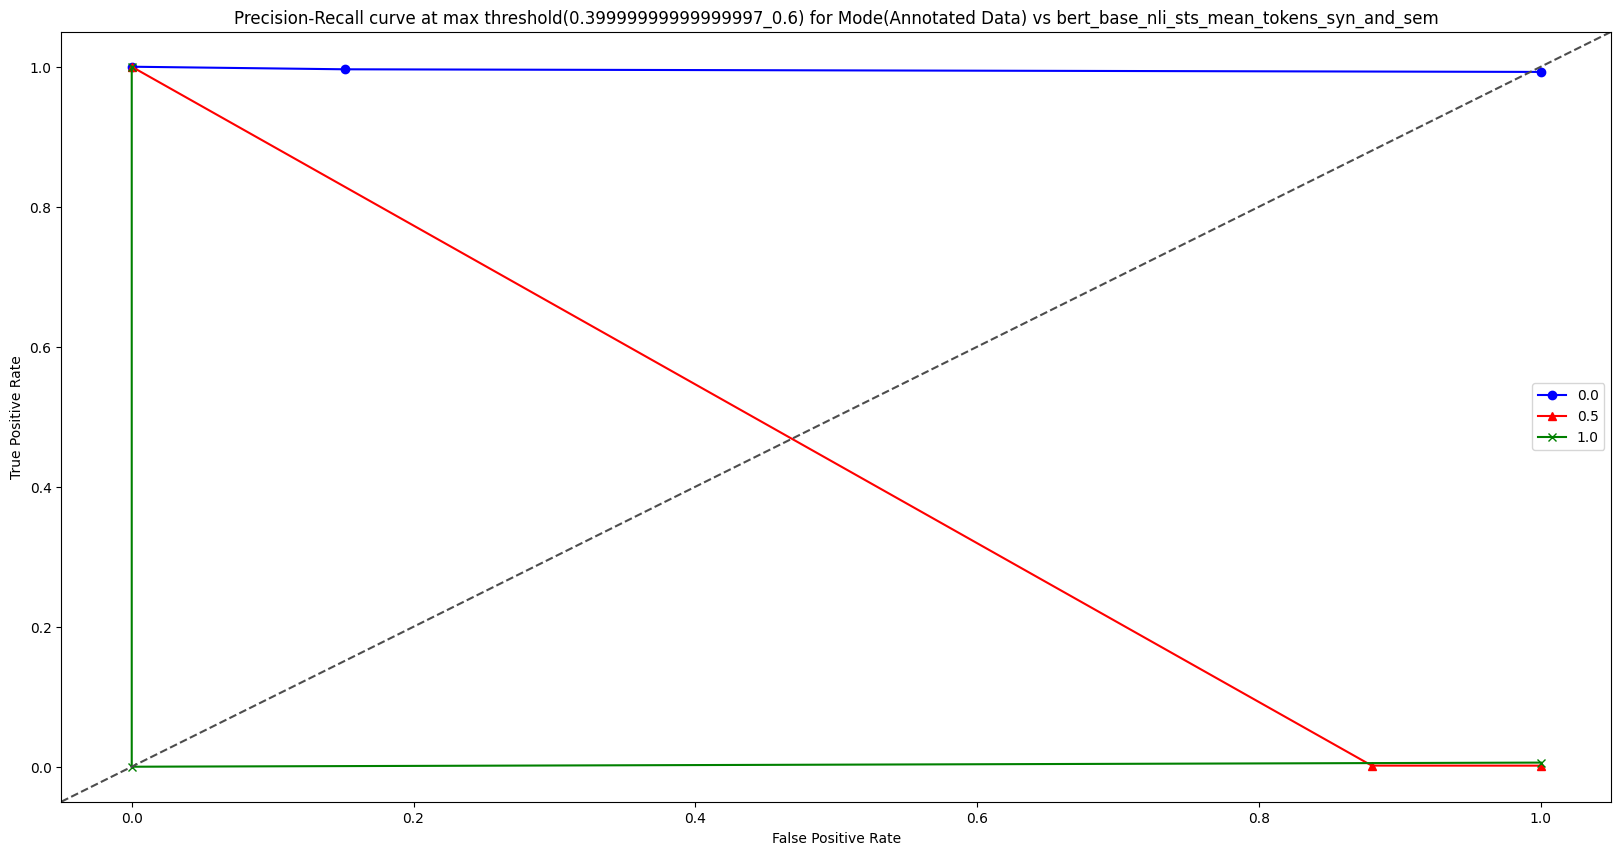 Precision-Recall curve at max threshold(0.39999999999999997_0.6) for Mode(Annotated Data) vs bert_base_nli_sts_mean_tokens_syn_and_sem
1.0
0.8
0.6
0.4
0.2
0.0
True Positive Rate
0.0
0.5
1.0
0.0 0.2 0.4 0.6 0.8 1.0
False Positive Rate